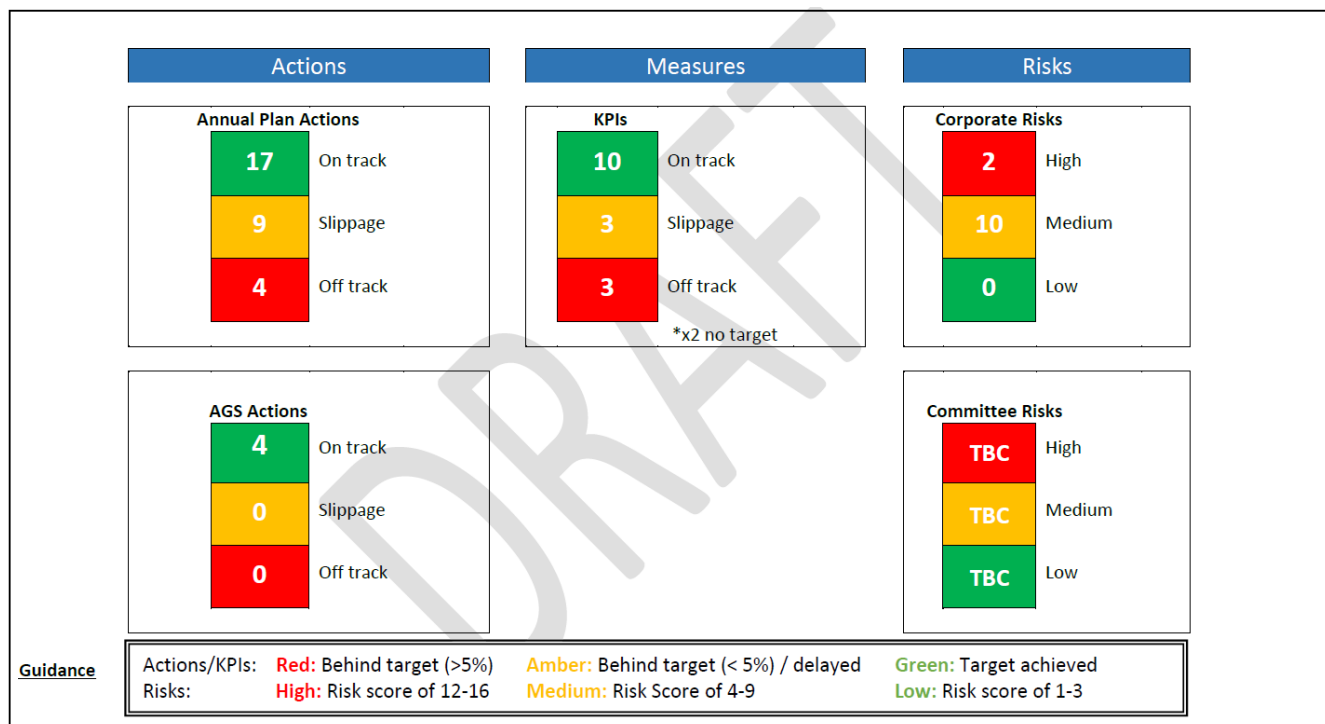 Actions
Measures
Risks
Annual Plan Actions
17 On track
9 Slippage
4 Off track
KPIs
10 On track
3 Slippage
3 Off track
*x2 no target
Corporate Risks
2 High
10 Medium
0 Low
AGS Actions
4 On track
0 Slippage
0 Off track
Committee Risks
TBC High
TBC Medium
TBC Low
DRAFT
Guidance
Actions/KPIs: Red: Behind target (>5%) Amber: Behind target (< 5%) / delayed Green: Target achieved
Risks: High: Risk score of 12-16 Medium: Risk Score of 4-9 Low: Risk score of 1-3